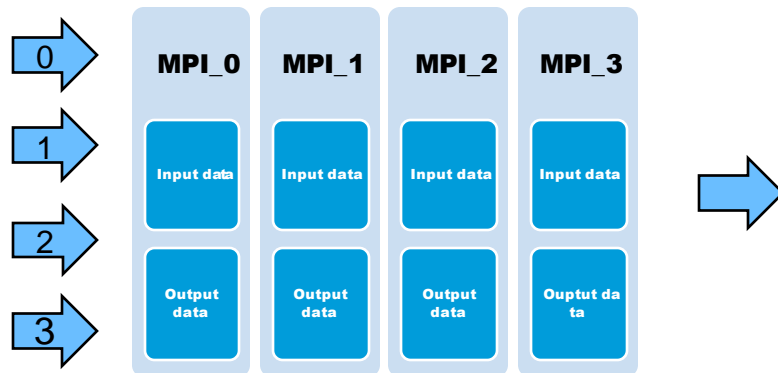 0
MPI_0
MPI_1
MPI_2
MPI_3
1
Input data
Input data
Input data
Input data
2
Output
data
Output
data
Output
data
Ouptut da
ta
3